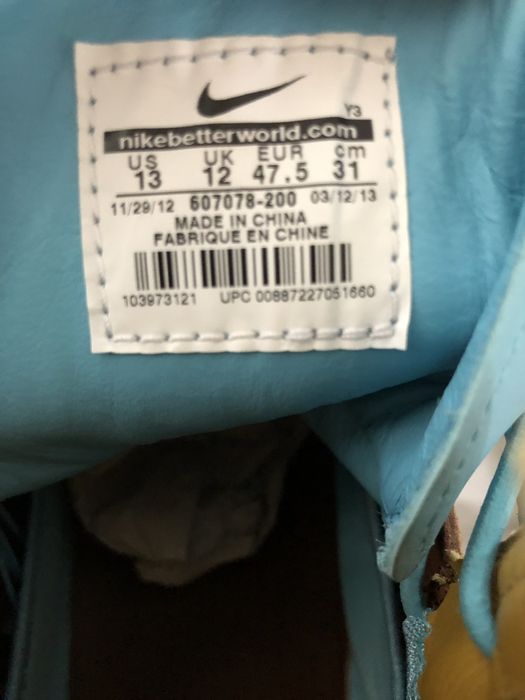 Y3
nikebetterworld.com
US UK EUR cm
13 12 47.5 31
11/29/12 607078-200 03/12/13
MADE IN CHINA
FABRIQUE EN CHINE
103973121 UPC 00887227051660